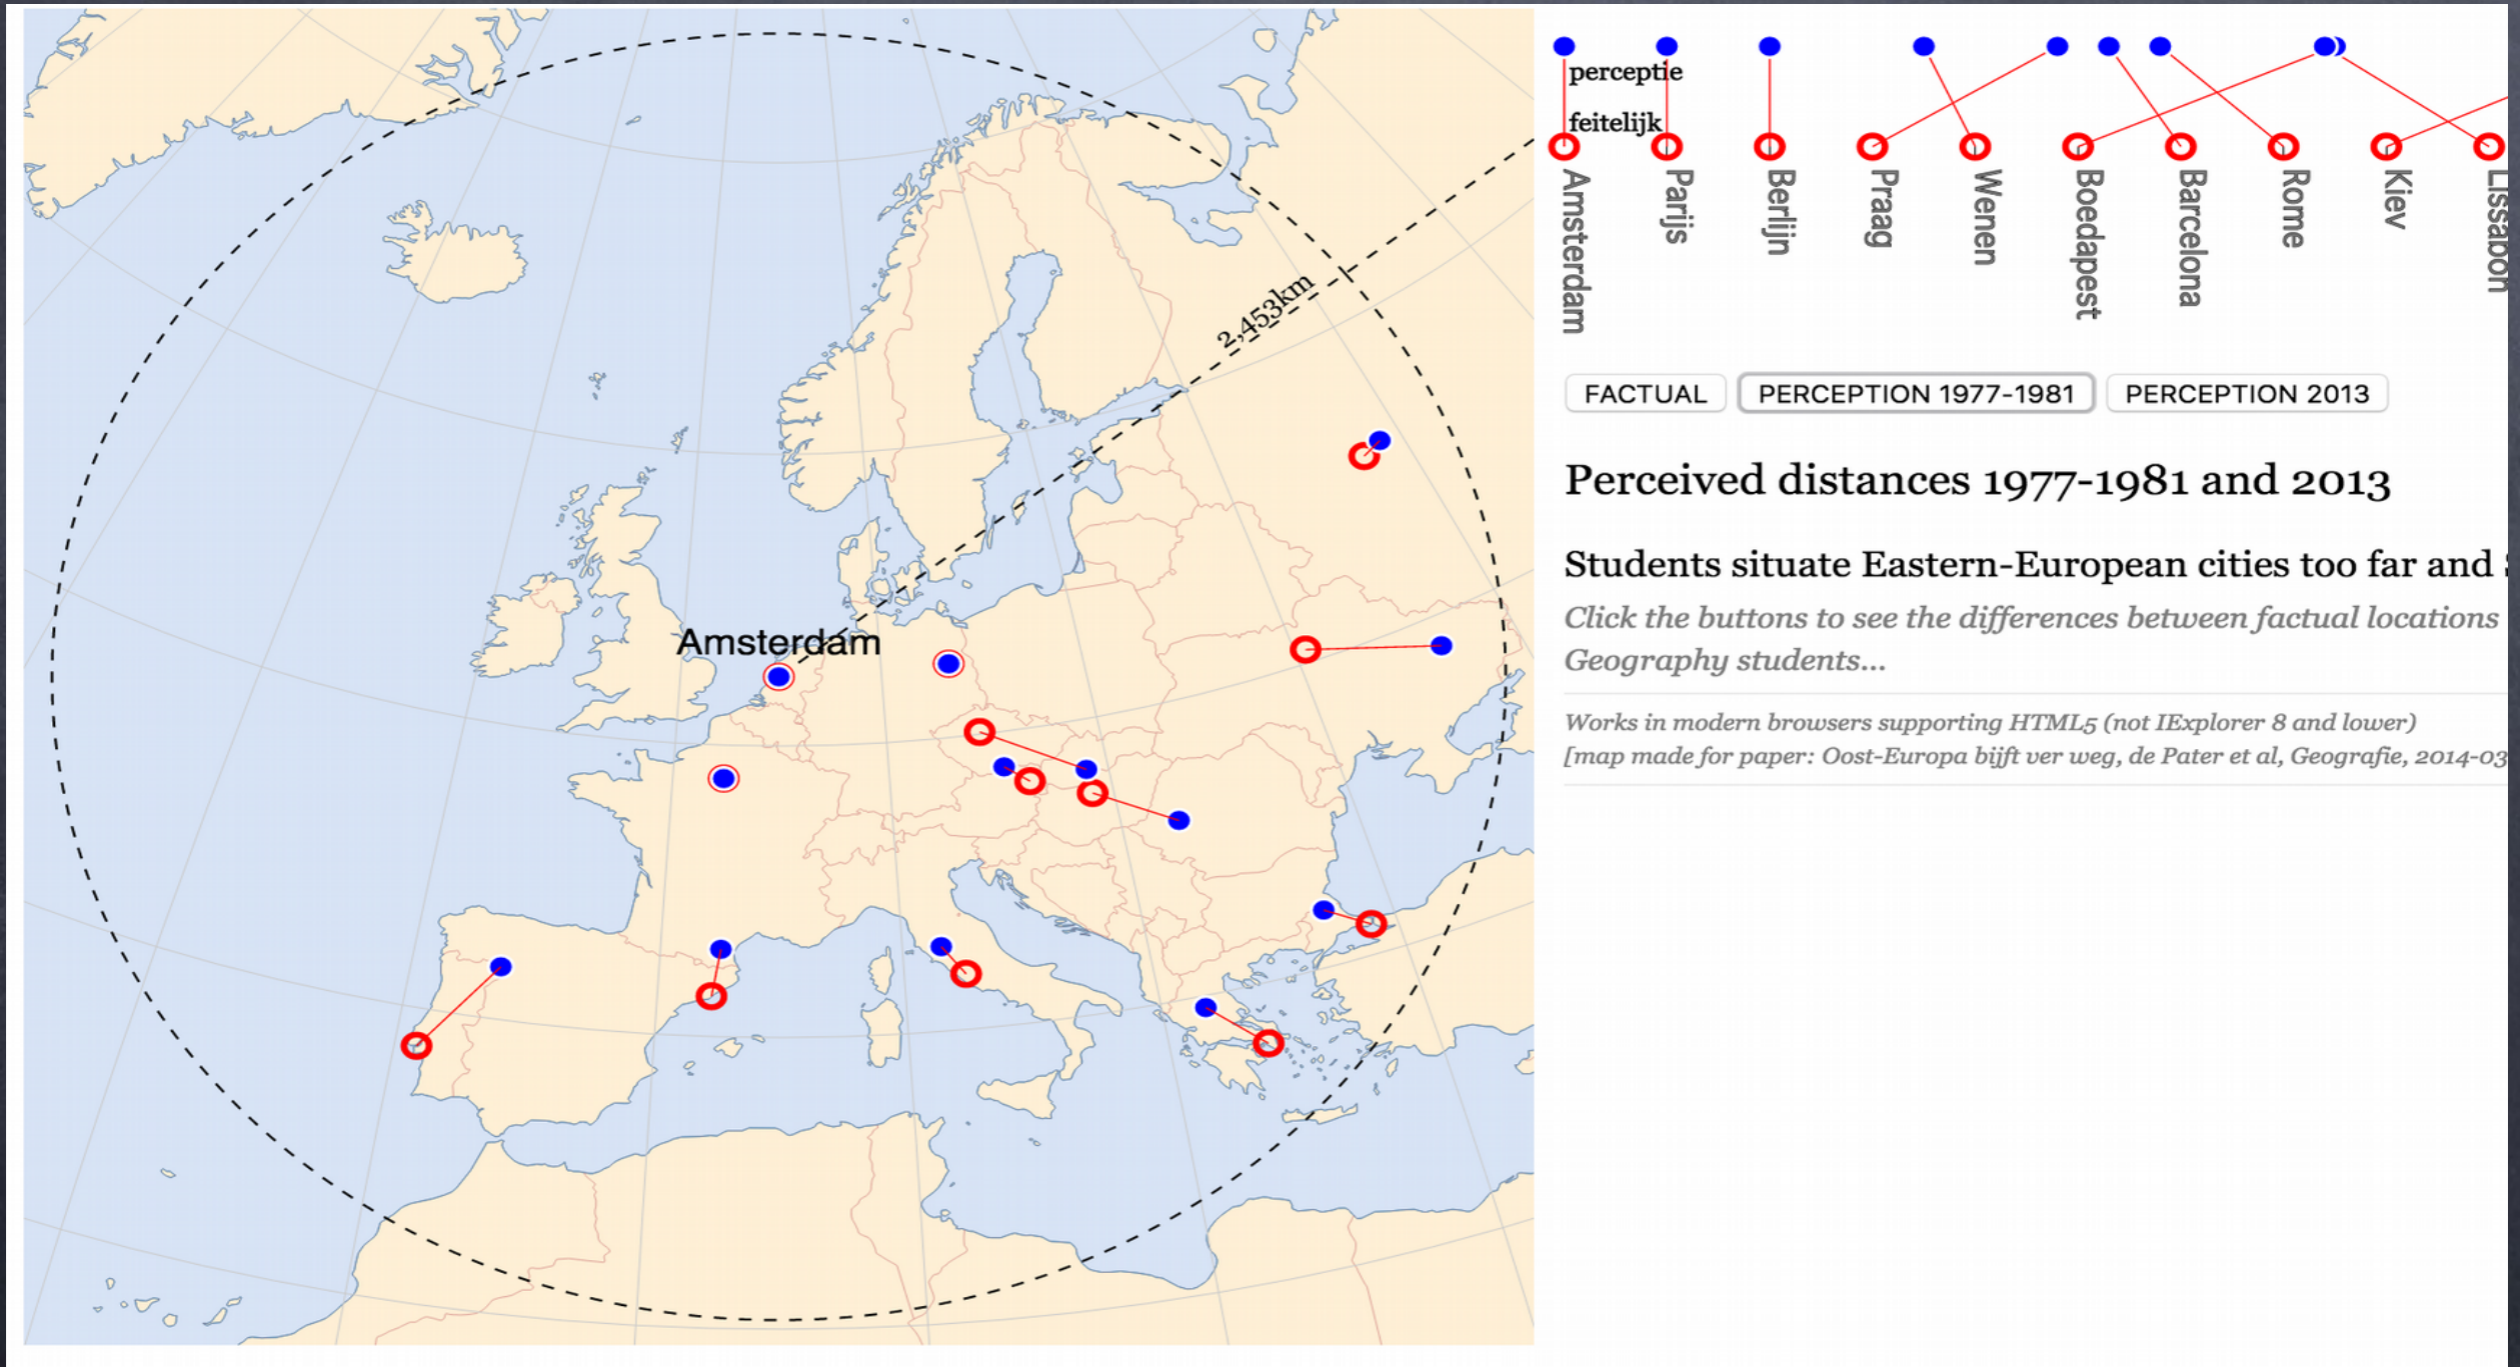 2,453km
Amsterdam
perceptie
feitelijk
Amsterdam
Parijs
Berlijn
Praag
Wenen
Boedapest
Barcelona
Rome
Kiev
Lissabon
FACTUAL
PERCEPTION 1977-1981
PERCEPTION 2013
Perceived distances 1977-1981 and 2013
Students situate Eastern-European cities too far and
Click the buttons to see the differences between factual locations
Geography students...
Works in modern browsers supporting HTML5 (not IExplorer 8 and lower)
[map made for paper: Oost-Europa bijft ver weg, de Pater et al, Geografie, 2014-03